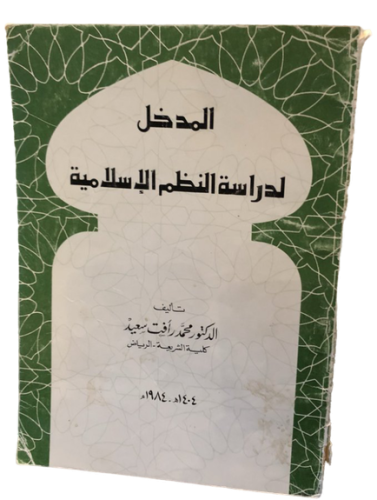 المدخل
لدراسة النظم الإسلامية
تأليف
الدكتور محمد رأفت سعيد
كلية الشريعة - الرياض
١٤٠٤هـ - ١٩٨٤م